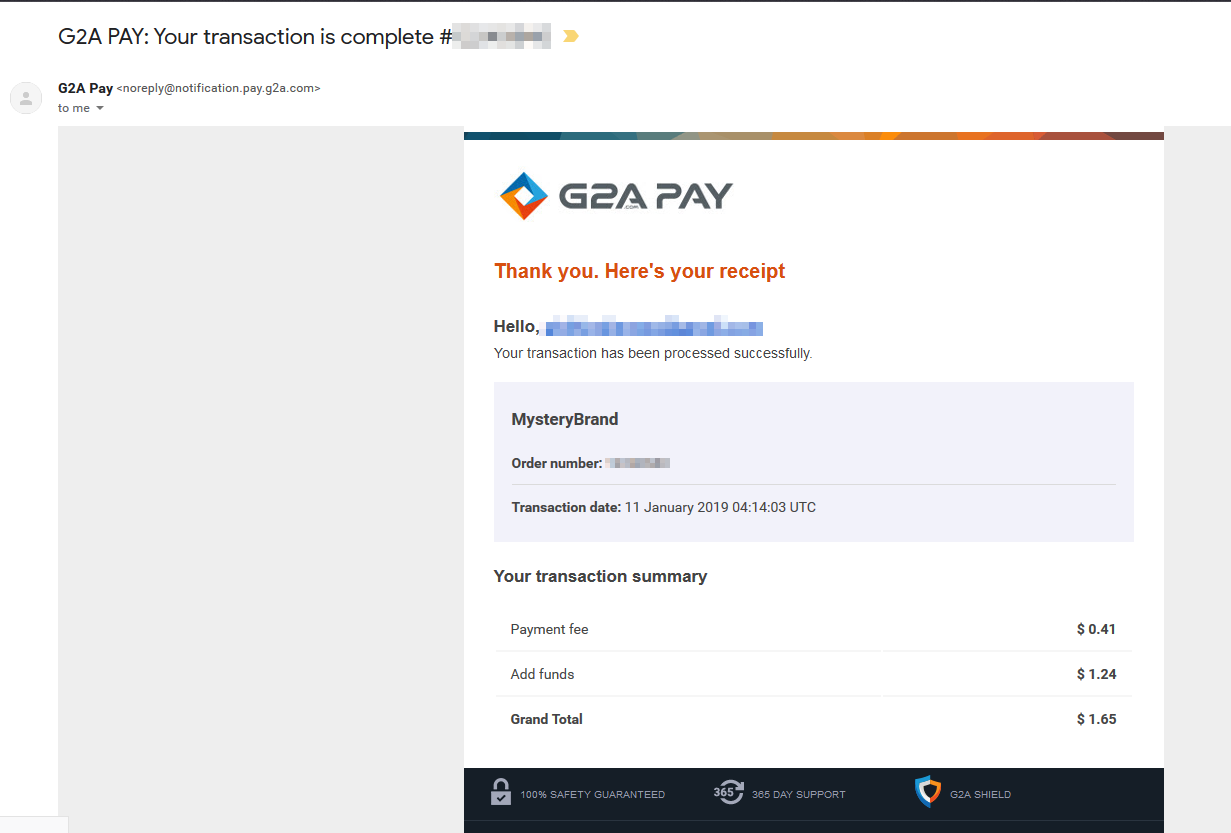 G2A PAY: Your transaction is complete #
G2A Pay <noreply@notification.pay.g2a.com>
to me
G2A PAY
.COM
Thank you. Here's your receipt
Hello,
Your transaction has been processed successfully.
MysteryBrand
Order number:
Transaction date: 11 January 2019 04:14:03 UTC
Your transaction summary
Payment fee $ 0.41
Add funds $ 1.24
Grand Total $ 1.65
100% SAFETY GUARANTEED 365 365 DAY SUPPORT G2A SHIELD